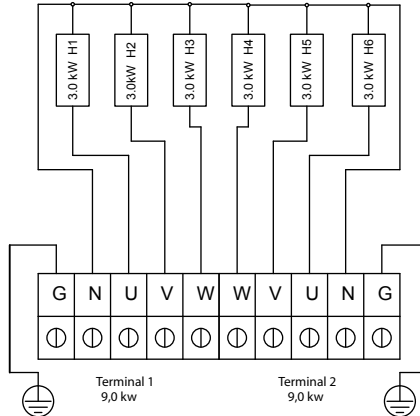 3.0 kW H1
3.0kW H2
3.0 kW H3
3.0 kW H4
3.0 kW H5
3.0 kW H6
G N U V W W V U N G
Terminal 1
9,0 kw
Terminal 2
9,0 kw